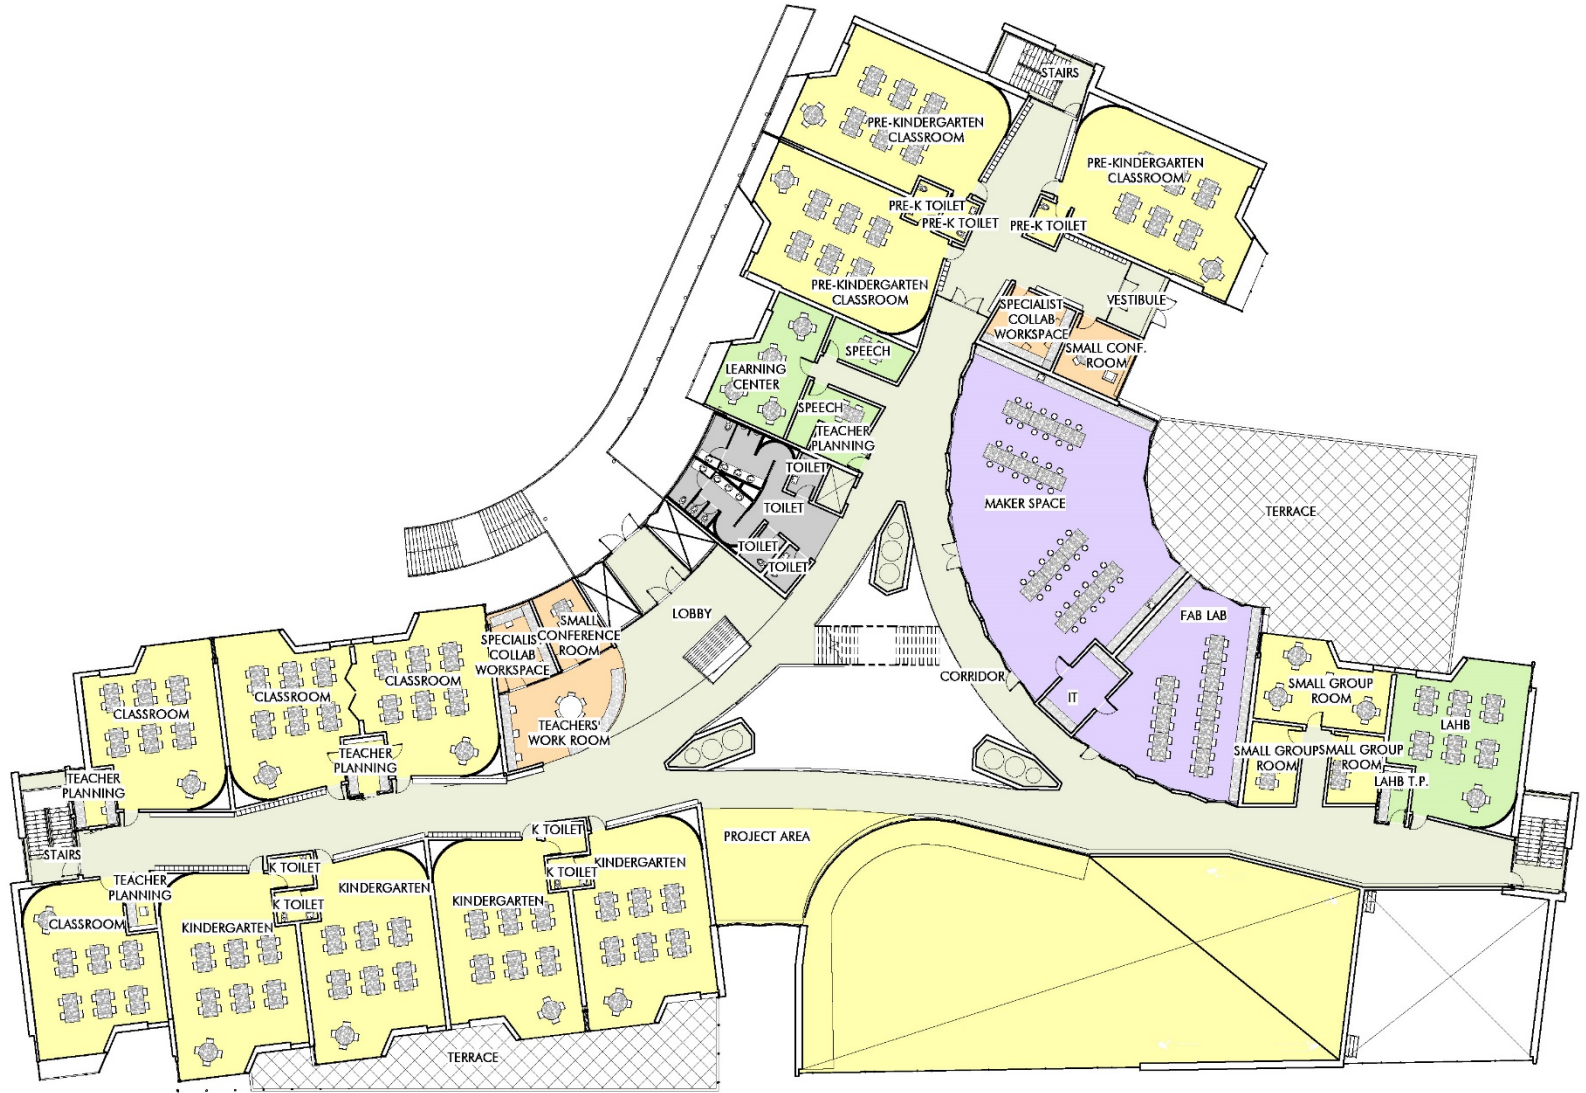 STAIRS
PRE-KINDERGARTEN
CLASSROOM
PRE-KINDERGARTEN
CLASSROOM
PRE-K TOILET
PRE-K TOILET
PRE-K TOILET
PRE-KINDERGARTEN
CLASSROOM
SPECIALIST
COLLAB
WORKSPACE
VESTIBULE
SMALL CONF.
ROOM
SPEECH
LEARNING
CENTER
SPEECH
TEACHER
PLANNING
TOILET
TOILET
TOILET
TOILET
MAKER SPACE
TERRACE
LOBBY
FAB LAB
SMALL
CONFERENCE
ROOM
SPECIALIS
COLLAB
WORKSPACE
CORRIDOR
IT
CLASSROOM
CLASSROOM
CLASSROOM
TEACHERS'
WORK ROOM
SMALL GROUP
ROOM
LAHB
SMALL GROUP
ROOM
SMALL GROUP
ROOM
LAHB T.P.
TEACHER
PLANNING
TEACHER
PLANNING
STAIRS
K TOILET
K TOILET
K TOILET
K TOILET
PROJECT AREA
TEACHER
PLANNING
CLASSROOM
KINDERGARTEN
KINDERGARTEN
KINDERGARTEN
KINDERGARTEN
TERRACE